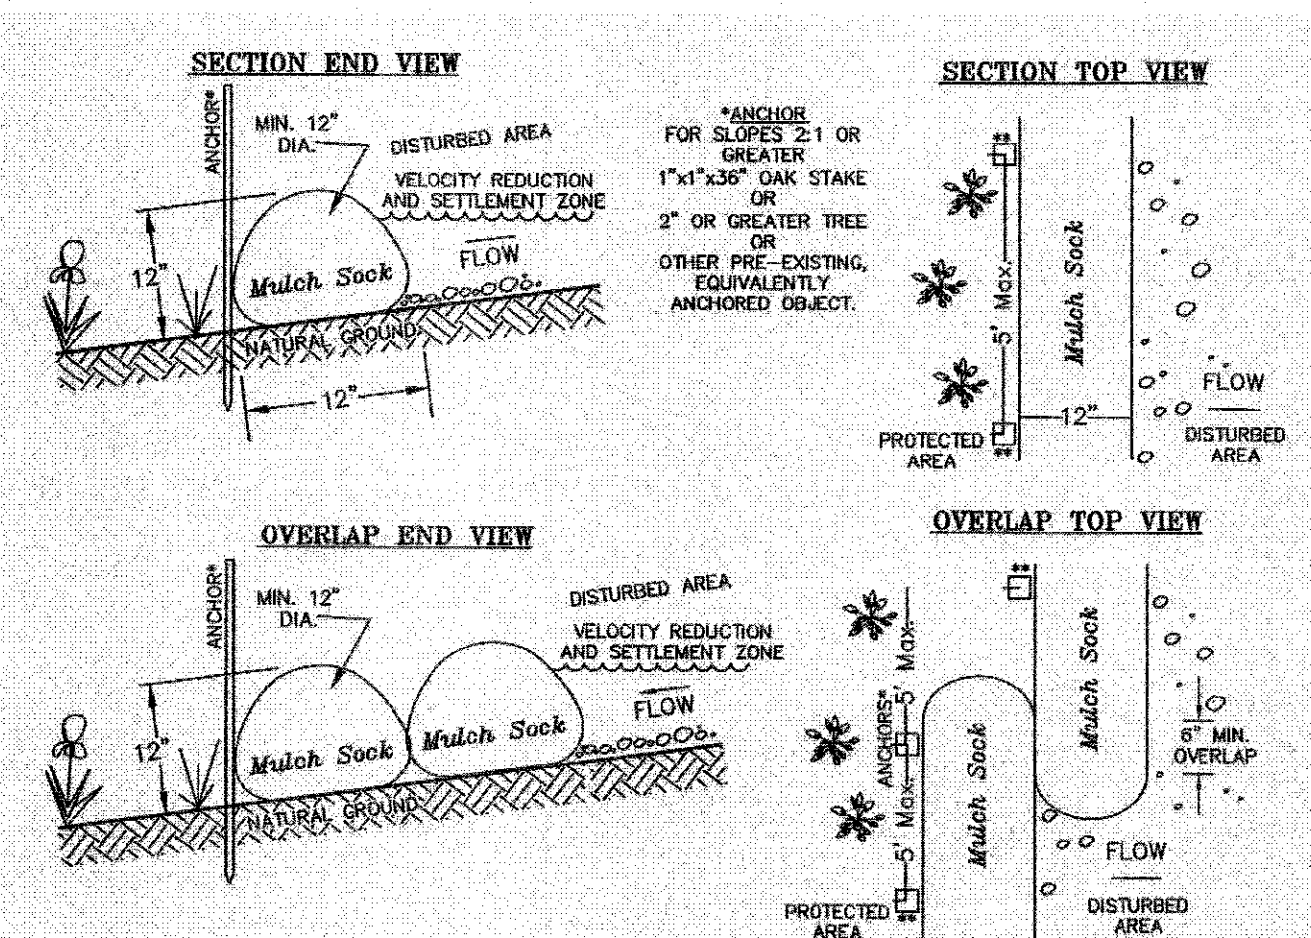 SECTION END VIEW
ANCHOR*
MIN. 12"
DIA.
DISTURBED AREA
VELOCITY REDUCTION
AND SETTLEMENT ZONE
FLOW
12"
Mulch Sock
NATURAL GROUND
12"
*ANCHOR
FOR SLOPES 2:1 OR
GREATER
1"x1"x36" OAK STAKE
OR
2" OR GREATER TREE
OR
OTHER PRE-EXISTING,
EQUIVALENTLY
ANCHORED OBJECT.
SECTION TOP VIEW
**
5' Max.
Mulch Sock
12"
FLOW
DISTURBED
AREA
PROTECTED
AREA
**
OVERLAP END VIEW
ANCHOR*
MIN. 12"
DIA.
DISTURBED AREA
VELOCITY REDUCTION
AND SETTLEMENT ZONE
FLOW
12"
Mulch Sock
Mulch Sock
NATURAL GROUND
OVERLAP TOP VIEW
**
5' Max.
ANCHORS*
5' Max.
Mulch Sock
Mulch Sock
6" MIN.
OVERLAP
FLOW
DISTURBED
AREA
PROTECTED
AREA
**